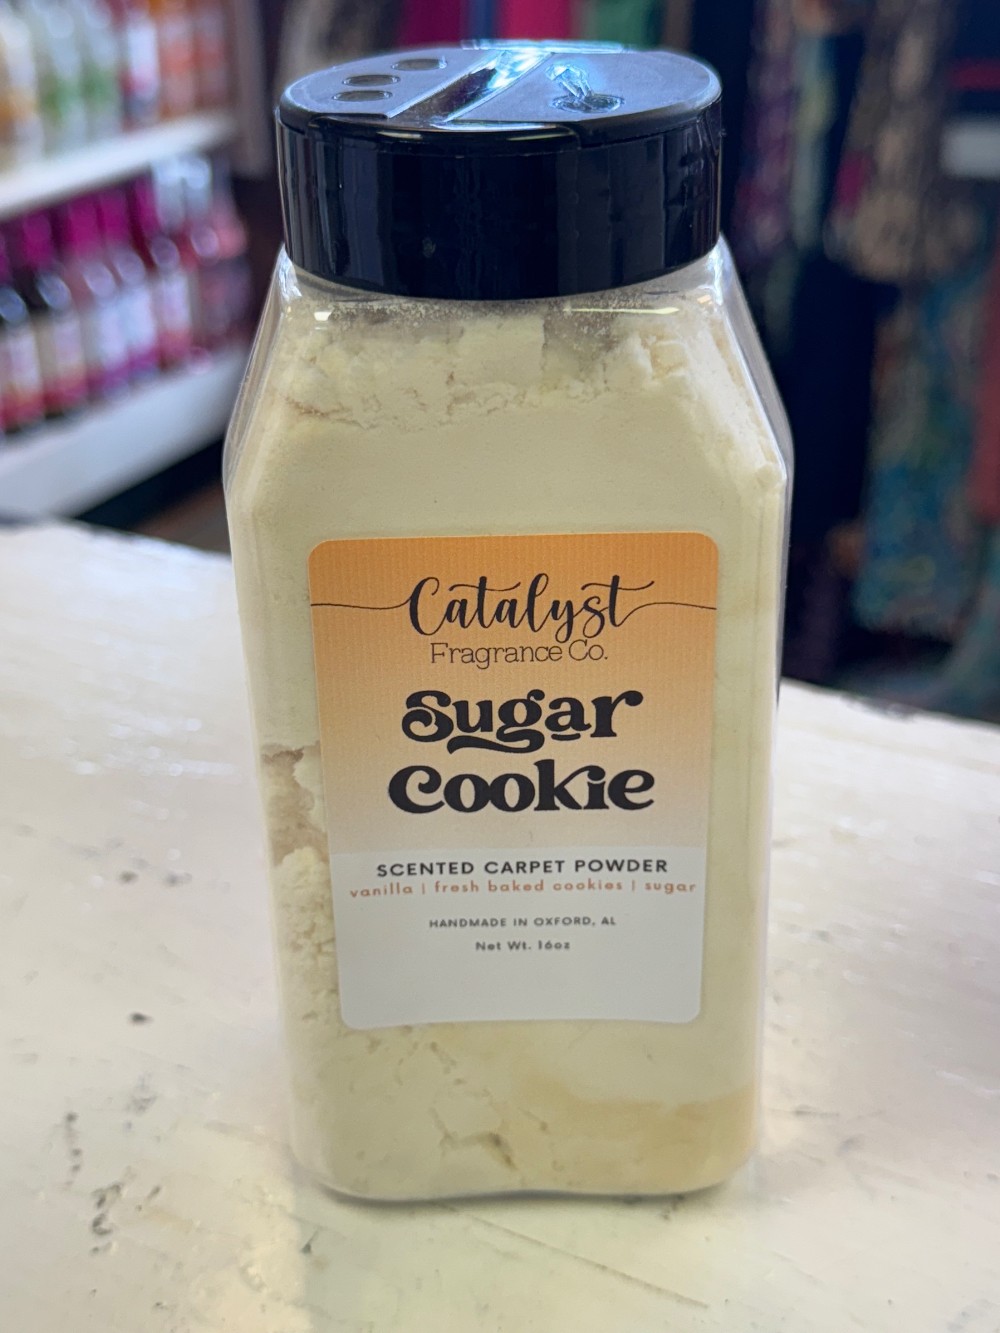 Catalyst
Fragrance Co.
Sugar
Cookie
SCENTED CARPET POWDER
vanilla | fresh baked cookies | sugar
HANDMADE IN OXFORD, AL
Net Wt. 16oz